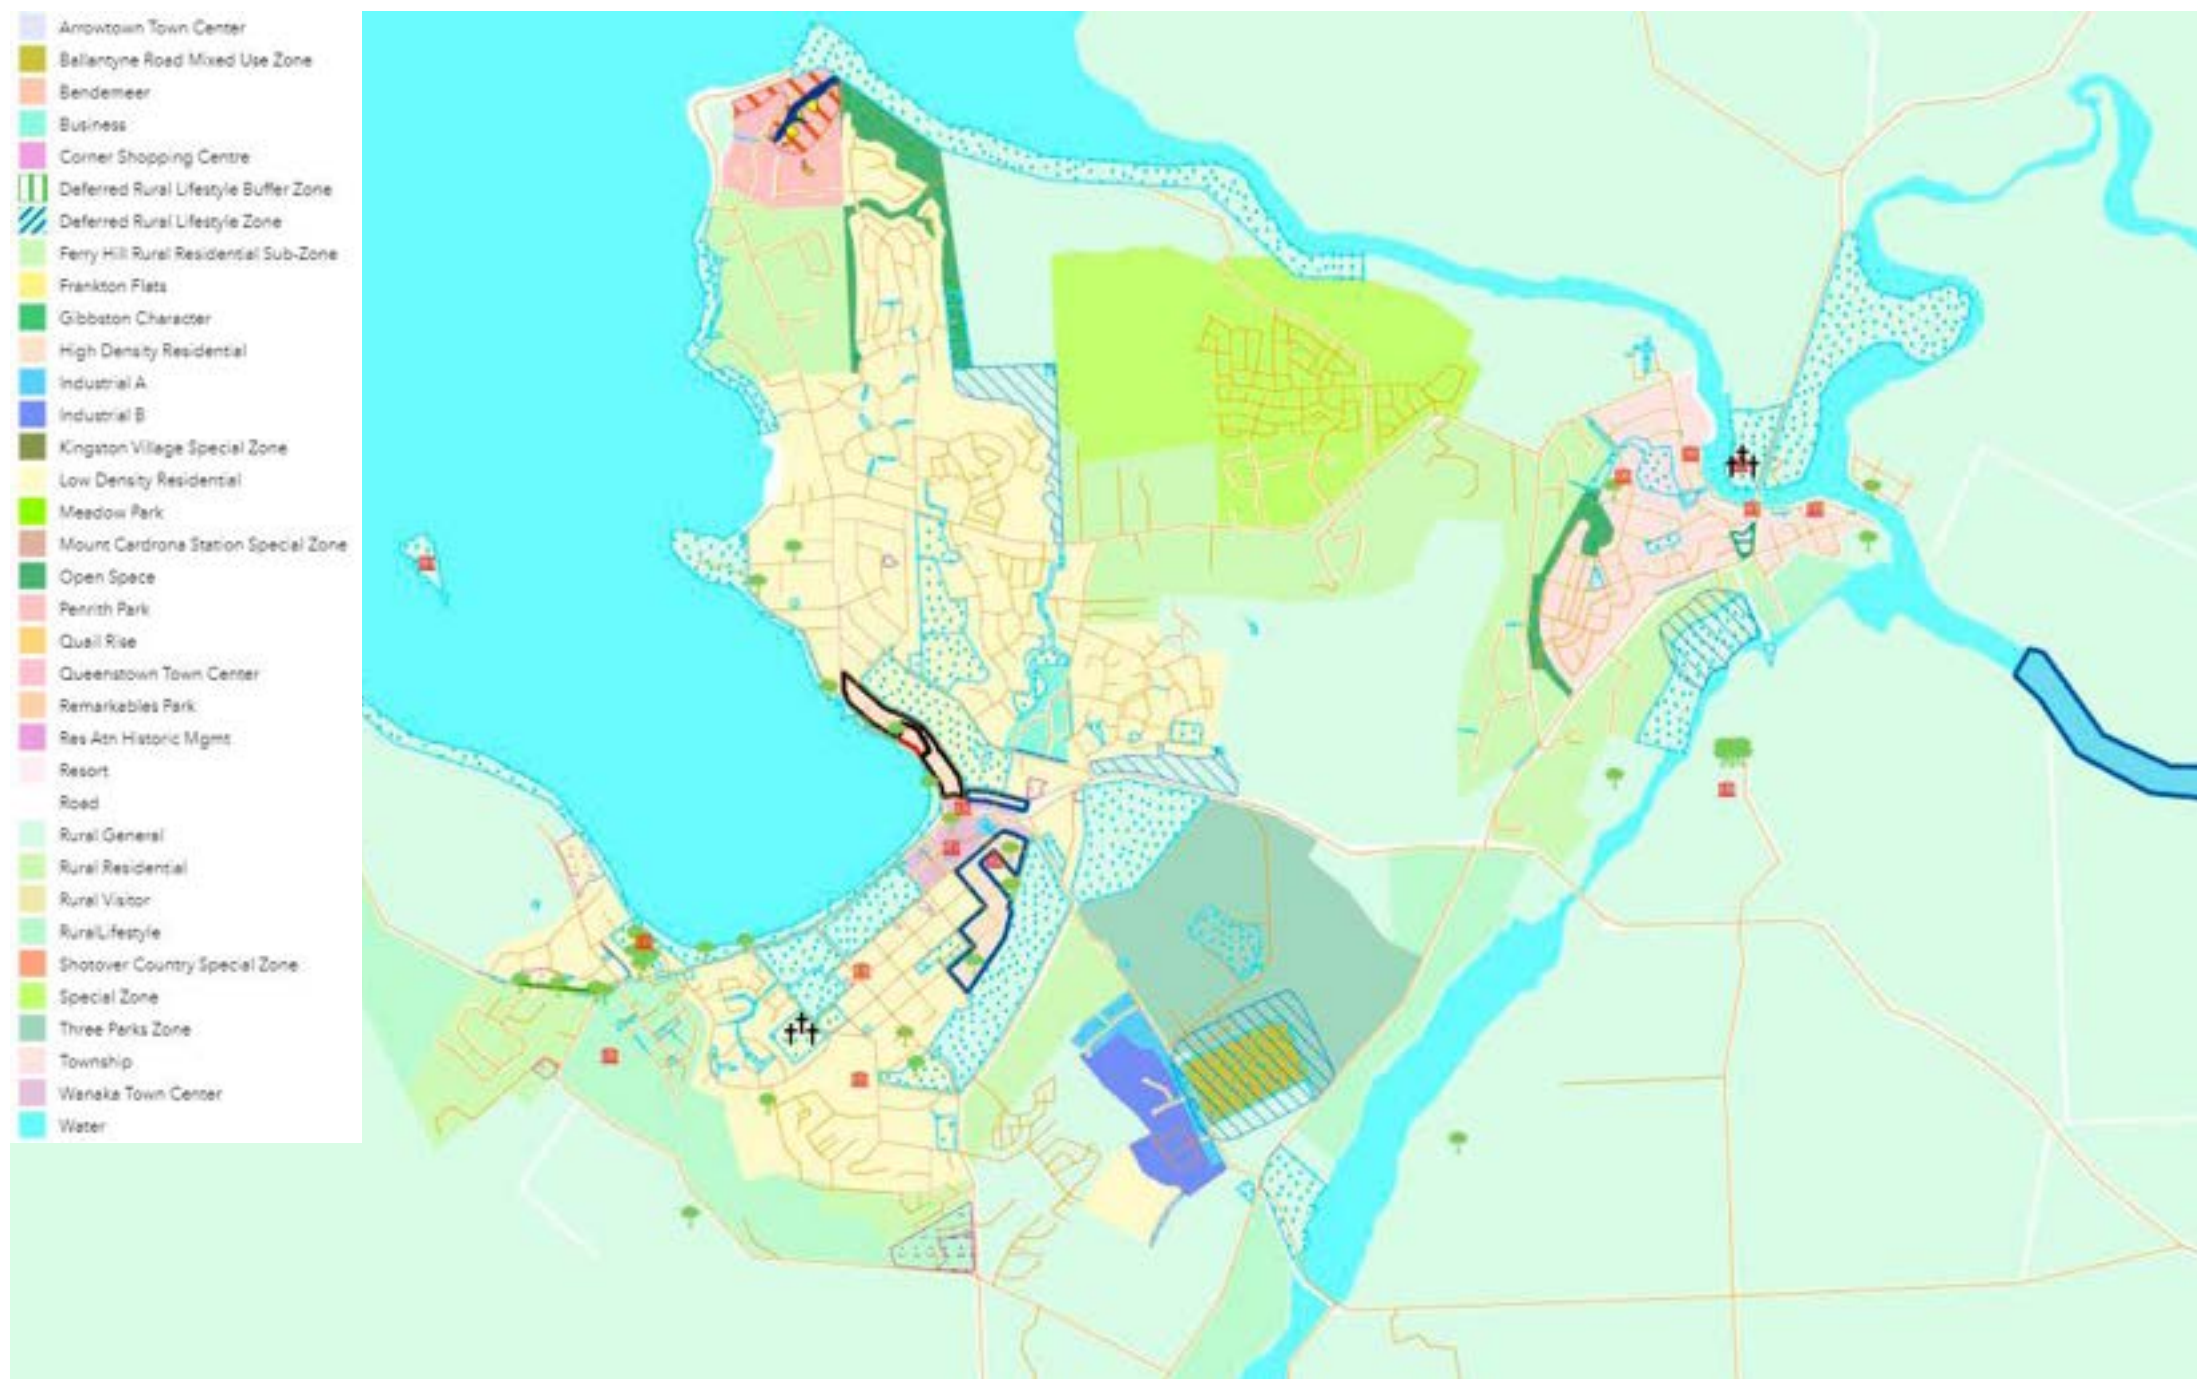 Arrowtown Town Center
Ballantyne Road Mixed Use Zone
Bendemeer
Business
Corner Shopping Centre
Deferred Rural Lifestyle Buffer Zone
Deferred Rural Lifestyle Zone
Ferry Hill Rural Residential Sub-Zone
Frankton Flats
Gibbston Character
High Density Residential
Industrial A
Industrial B
Kingston Village Special Zone
Low Density Residential
Meadow Park
Mount Cardrona Station Special Zone
Open Space
Penrith Park
Quail Rise
Queenstown Town Center
Remarkables Park
Res Atn Historic Mgmt
Resort
Road
Rural General
Rural Residential
Rural Visitor
RuralLifestyle
Shotover Country Special Zone
Special Zone
Three Parks Zone
Township
Wanaka Town Center
Water